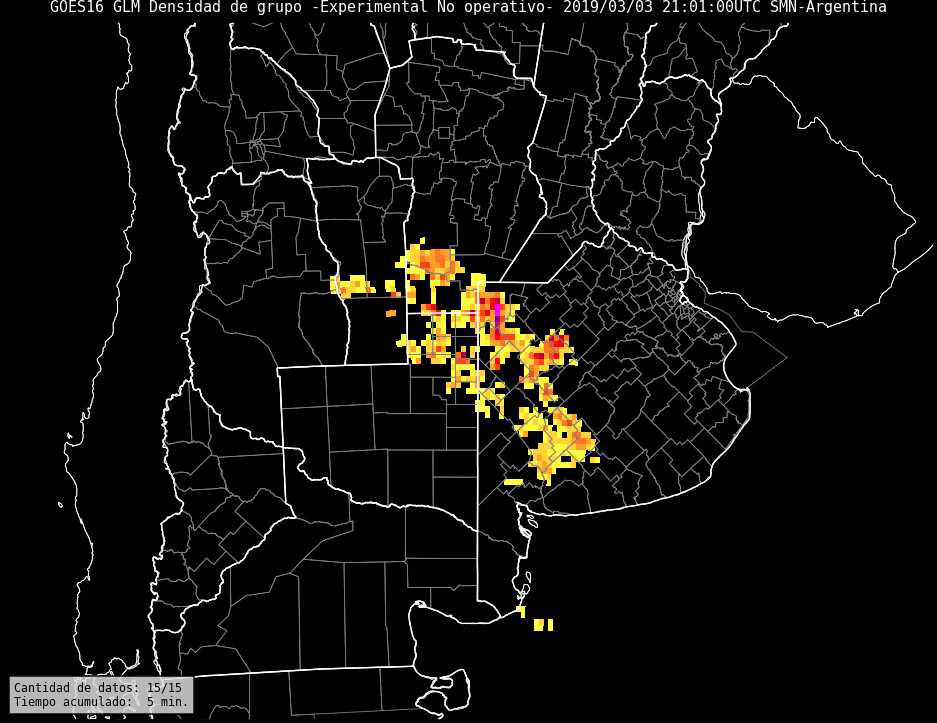 GOES16 GLM Densidad de grupo -Experimental No operativo- 2019/03/03 21:01:00UTC SMN-Argentina
Cantidad de datos: 15/15
Tiempo acumulado:  5 min.